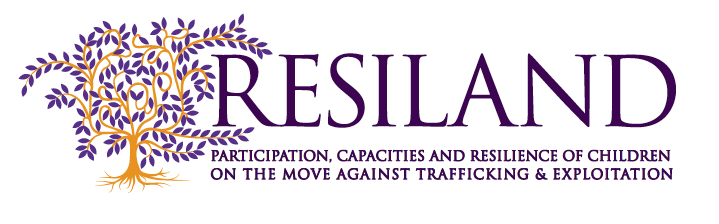 RESILAND
PARTICIPATION, CAPACITIES AND RESILIENCE OF CHILDREN
ON THE MOVE AGAINST TRAFFICKING & EXPLOITATION